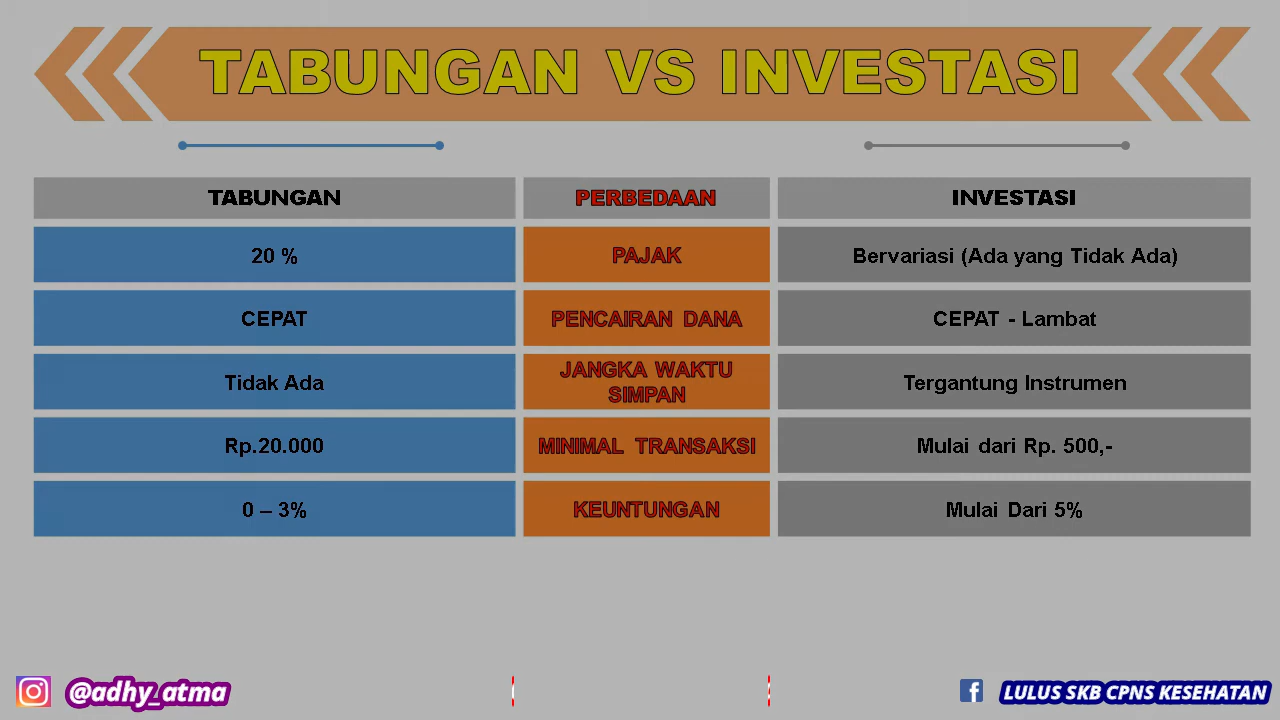 TABUNGAN VS INVESTASI
TABUNGAN
PERBEDAAN
INVESTASI
20 %
PAJAK
Bervariasi (Ada yang Tidak Ada)
CEPAT
PENCAIRAN DANA
CEPAT - Lambat
Tidak Ada
JANGKA WAKTU
SIMPAN
Tergantung Instrumen
Rp.20.000
MINIMAL TRANSAKSI
Mulai dari Rp. 500,-
0 – 3%
KEUNTUNGAN
Mulai Dari 5%
@adhy_atma
LULUS SKB CPNS KESEHATAN